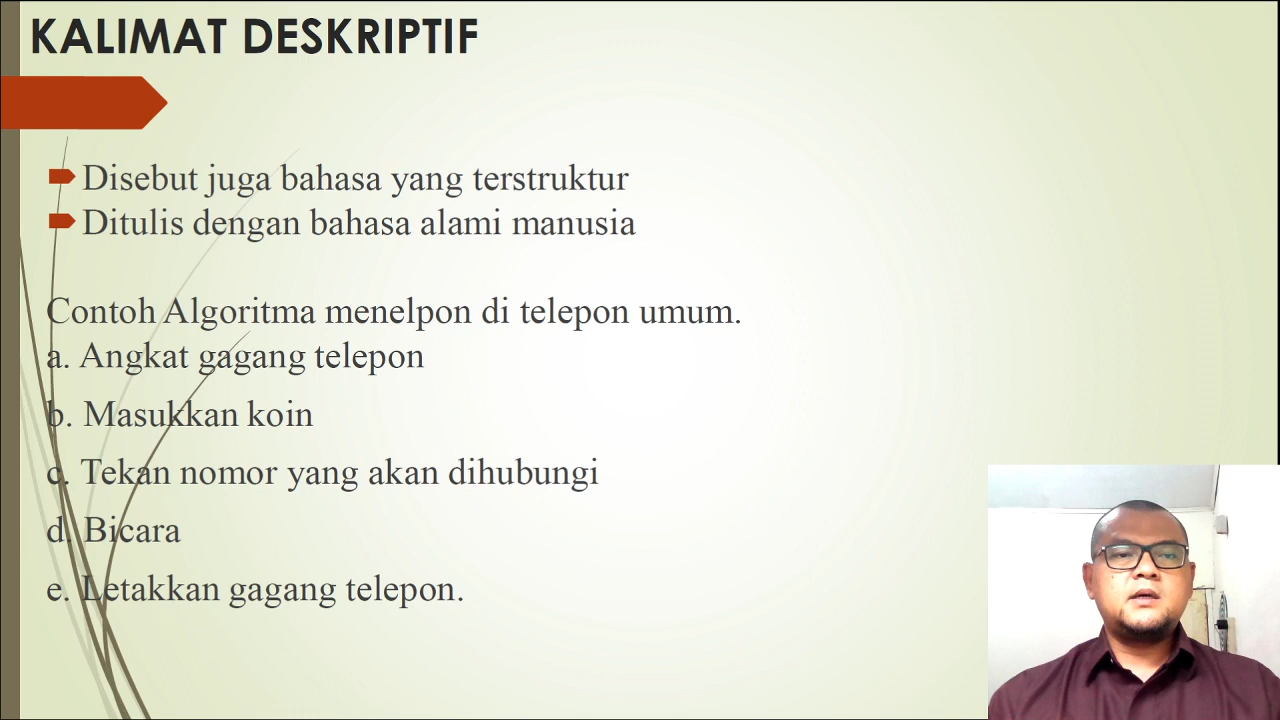 KALIMAT DESKRIPTIF
Disebut juga bahasa yang terstruktur
Ditulis dengan bahasa alami manusia
Contoh Algoritma menelpon di telepon umum.
a. Angkat gagang telepon
b. Masukkan koin
c. Tekan nomor yang akan dihubungi
d. Bicara
e. Letakkan gagang telepon.